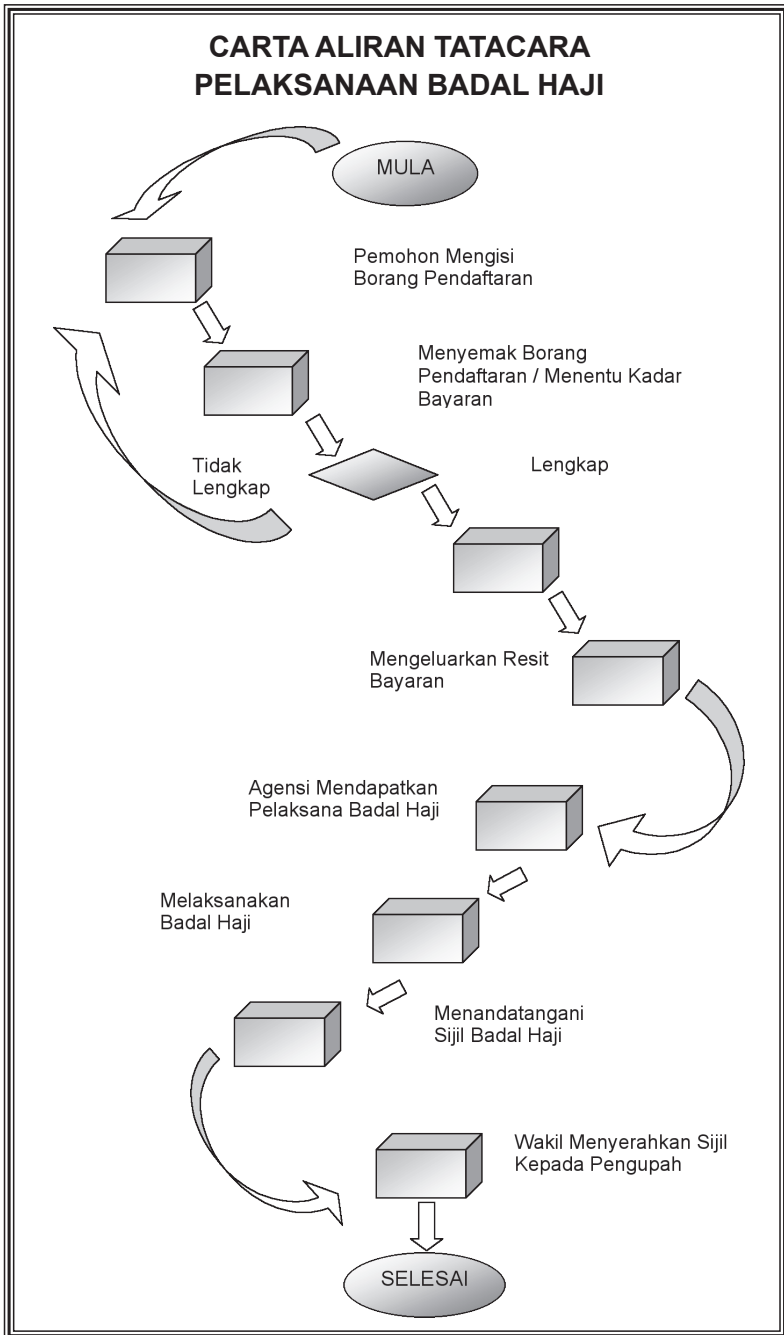 CARTA ALIRAN TATACARA
PELAKSANAAN BADAL HAJI
MULA
Pemohon Mengisi
Borang Pendaftaran
Menyemak Borang
Pendaftaran / Menentu Kadar
Bayaran
Tidak
Lengkap
Lengkap
Mengeluarkan Resit
Bayaran
Agensi Mendapatkan
Pelaksana Badal Haji
Melaksanakan
Badal Haji
Menandatangani
Sijil Badal Haji
Wakil Menyerahkan Sijil
Kepada Pengupah
SELESAI